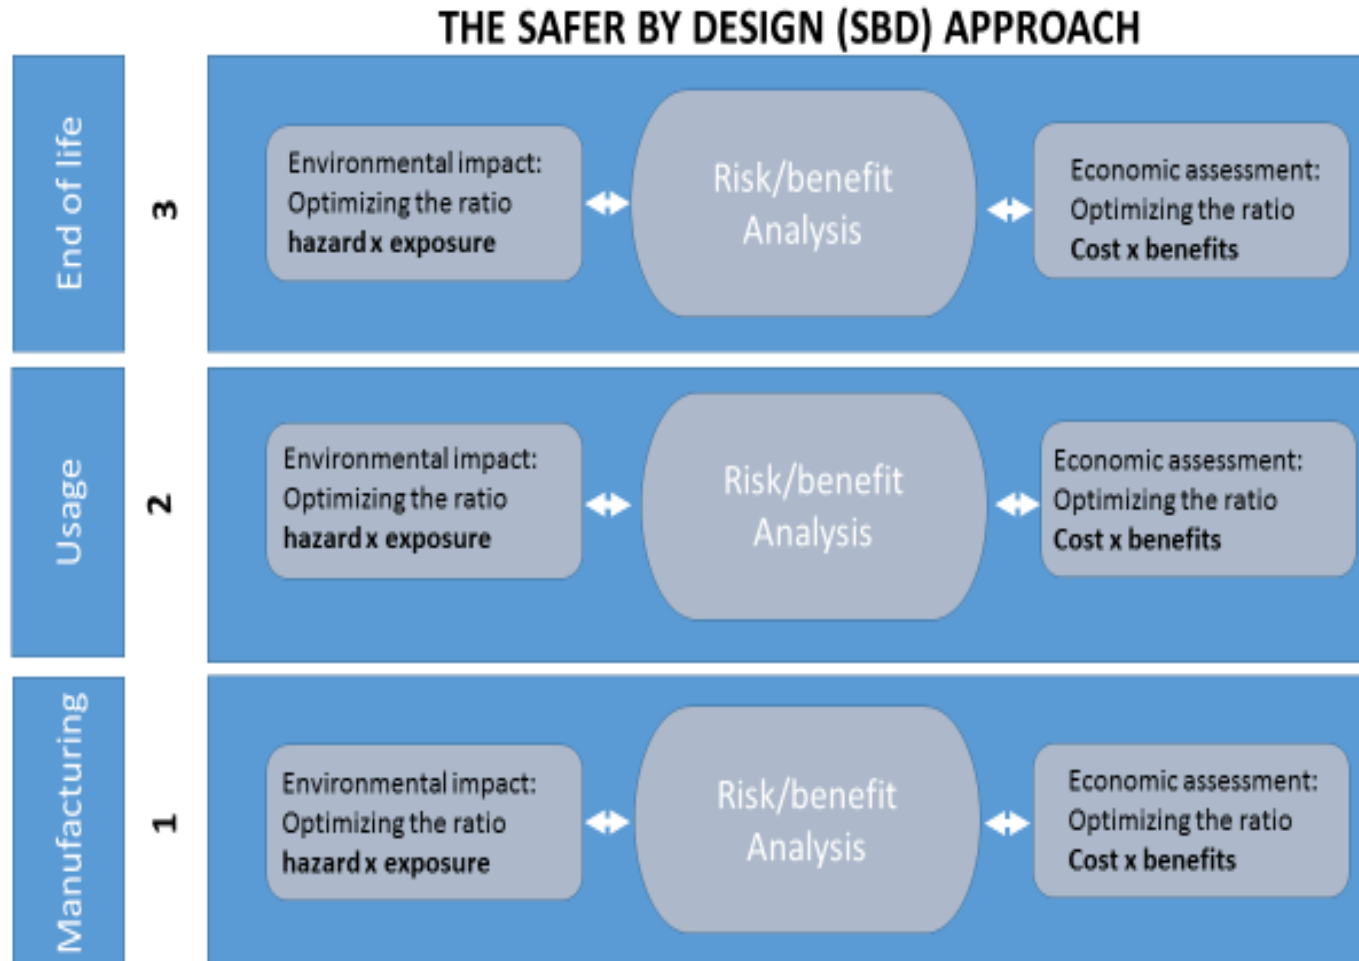 THE SAFER BY DESIGN (SBD) APPROACH
End of life
3
Environmental impact:
Optimizing the ratio
hazard x exposure
Risk/benefit
Analysis
Economic assessment:
Optimizing the ratio
Cost x benefits
Usage
2
Environmental impact:
Optimizing the ratio
hazard x exposure
Risk/benefit
Analysis
Economic assessment:
Optimizing the ratio
Cost x benefits
Manufacturing
1
Environmental impact:
Optimizing the ratio
hazard x exposure
Risk/benefit
Analysis
Economic assessment:
Optimizing the ratio
Cost x benefits